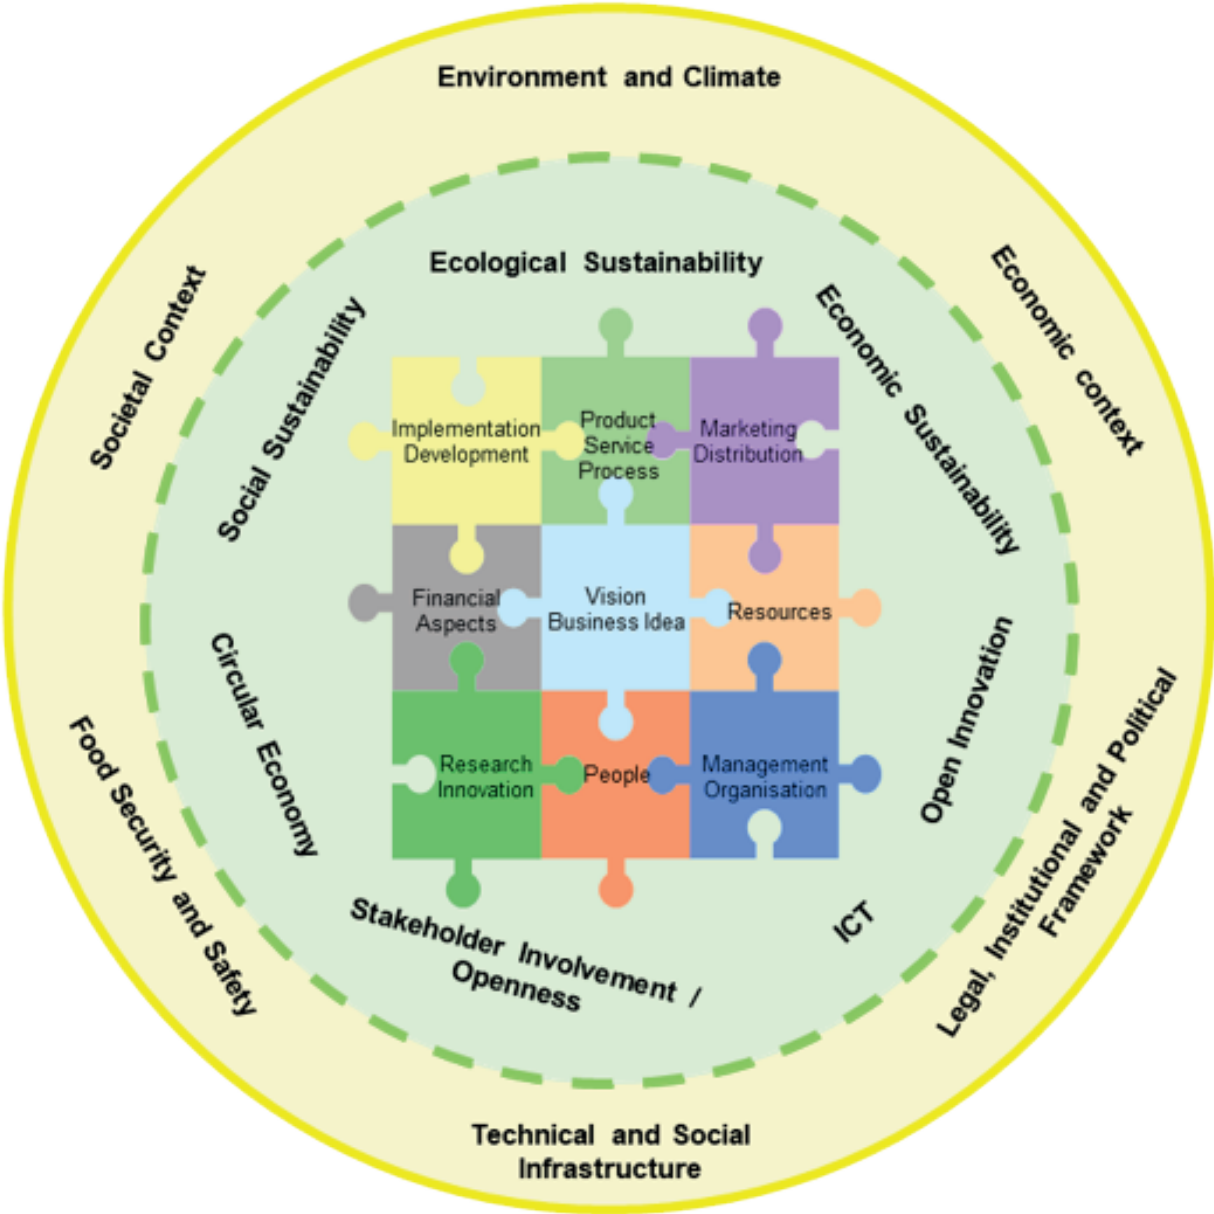 Environment and Climate
Societal Context
Economic context
Ecological Sustainability
Social Sustainability
Economic Sustainability
Implementation
Development
Product
Service
Process
Marketing
Distribution
Financial
Aspects
Vision
Business Idea
Resources
Research
Innovation
People
Management
Organisation
Circular Economy
Open Innovation
Stakeholder Involvement /
Openness
ICT
Food Security and Safety
Legal, Institutional and Political
Framework
Technical and Social
Infrastructure